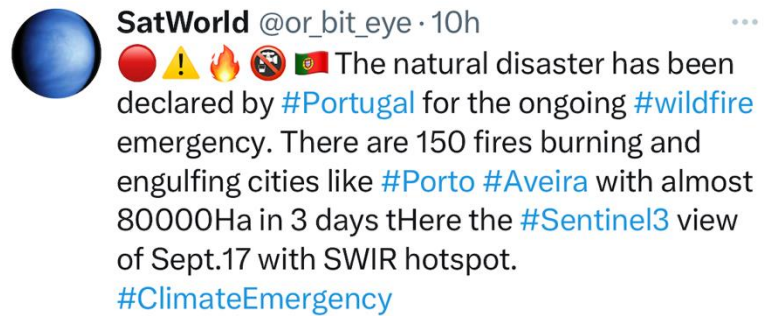 SatWorld @or_bit_eye · 10h
🔴⚠️🔥🚱🇵🇹 The natural disaster has been
declared by #Portugal for the ongoing #wildfire
emergency. There are 150 fires burning and
engulfing cities like #Porto #Aveira with almost
80000Ha in 3 days tHere the #Sentinel3 view
of Sept.17 with SWIR hotspot.
#ClimateEmergency